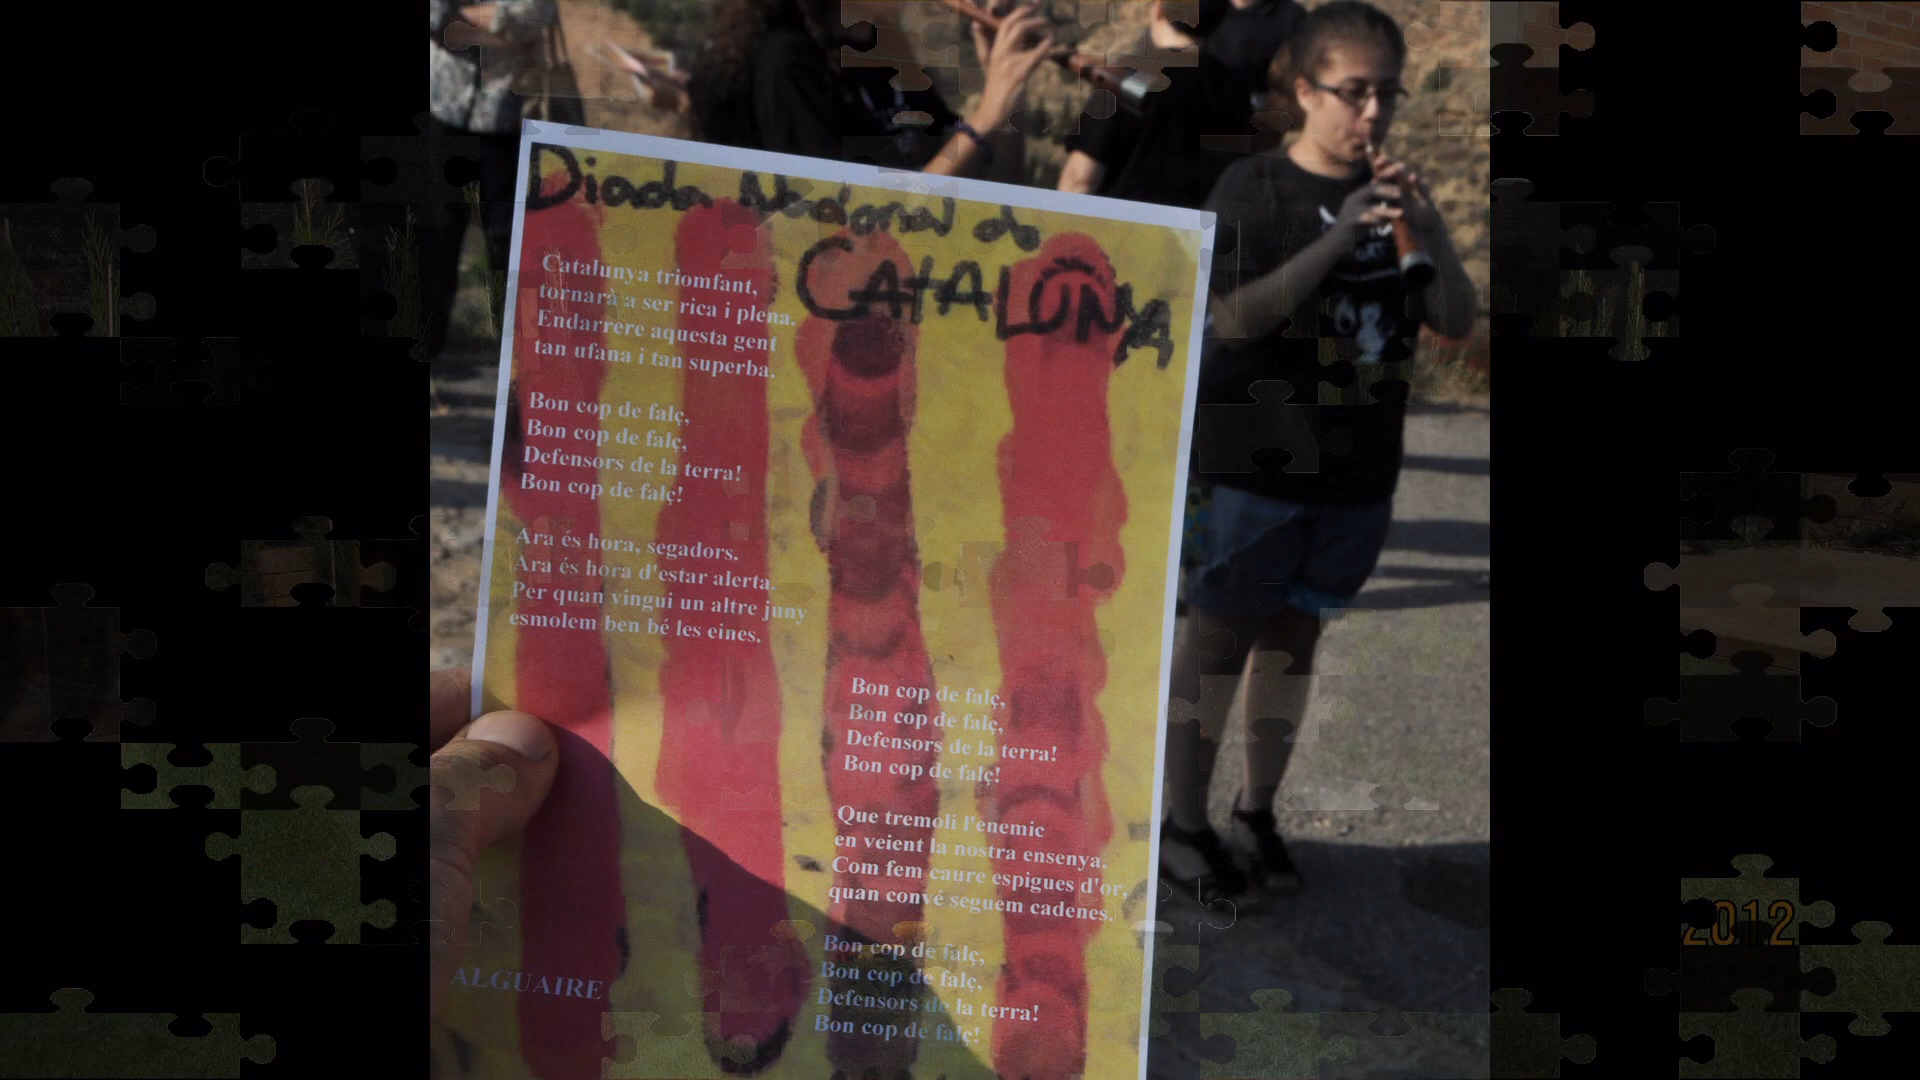 Diada Nacional de
CATALUNYA
Catalunya triomfant,
tornarà a ser rica i plena.
Endarrere aquesta gent
tan ufana i tan superba.
Bon cop de falç,
Bon cop de falç,
Defensors de la terra!
Bon cop de falç!
Ara és hora, segadors.
Ara és hora d'estar alerta.
Per quan vingui un altre juny
esmolem ben bé les eines.
Bon cop de falç,
Bon cop de falç,
Defensors de la terra!
Bon cop de falç!
Que tremoli l'enemic
en veient la nostra ensenya.
Com fem caure espigues d'or,
quan convé seguem cadenes.
Bon cop de falç,
Bon cop de falç,
Defensors de la terra!
Bon cop de falç!
ALGUAIRE
2012